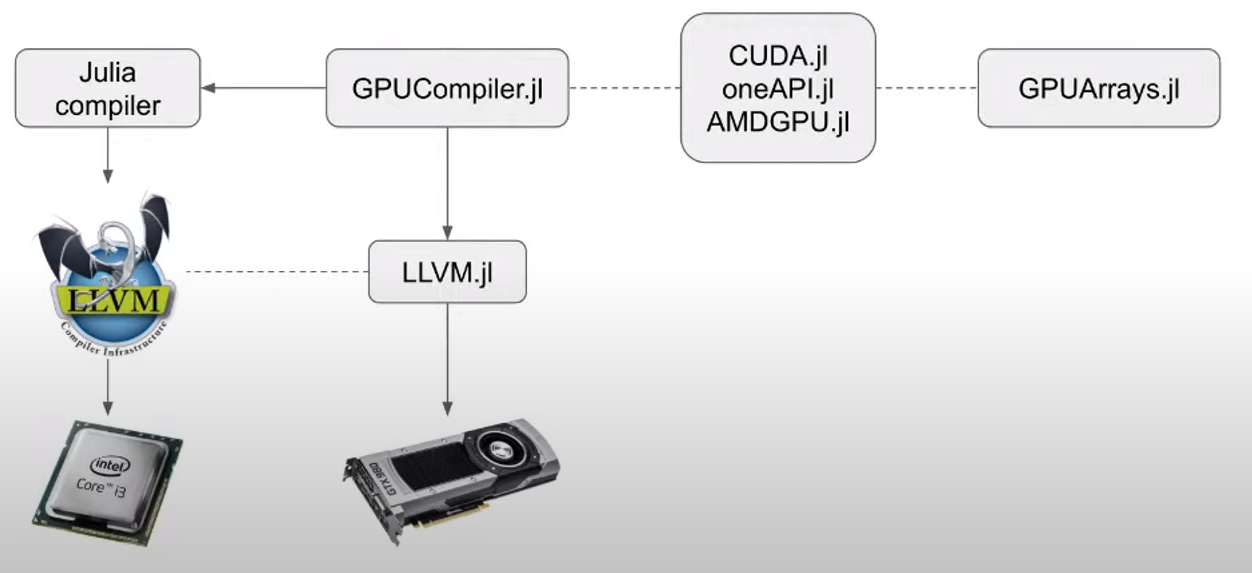 Julia
compiler
GPUCompiler.jl
CUDA.jl
oneAPI.jl
AMDGPU.jl
GPUArrays.jl
LLVM
Compiler Infrastructure
LLVM.jl
intel
Core™ i3
GTX 980